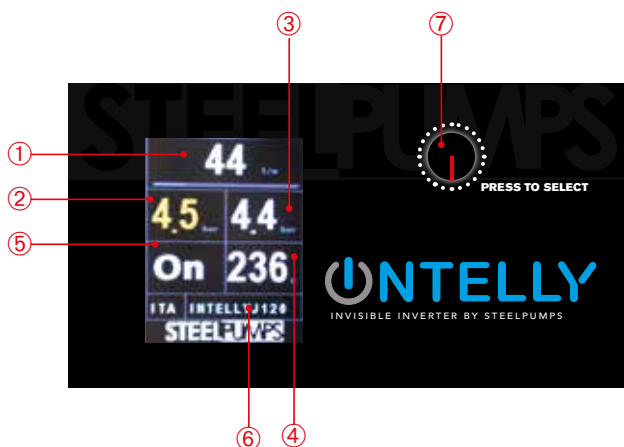 ③
⑦
STEELPUMPS
①
44
l/m
②
4.5 bar
4.4 bar
PRESS TO SELECT
⑤
On
236
INTELLY
INVISIBLE INVERTER BY STEELPUMPS
ITA
INTELLYJ120
STEELPUMPS
⑥
④